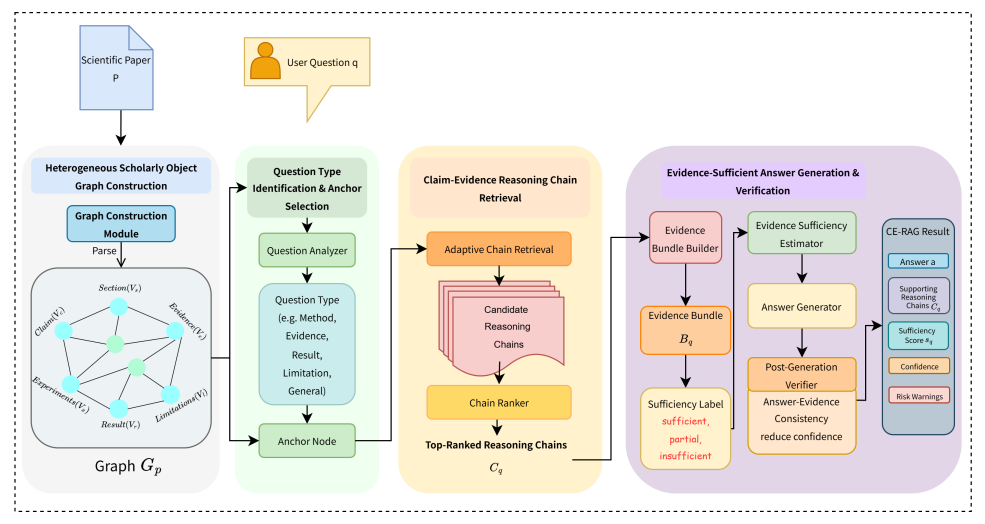 Scientific Paper
P
User Question q
Heterogeneous Scholarly Object
Graph Construction
Graph Construction
Module
Parse
Section(Vₛ)
Claim(V꜀)
Evidence(Vₑ)
Experiments(Vₓ)
Limitations(Vₗ)
Result(Vᵣ)
Graph Gₚ
Question Type
Identification & Anchor
Selection
Question Analyzer
Question Type
(e.g. Method,
Evidence,
Result,
Limitation,
General)
Anchor Node
Claim-Evidence Reasoning Chain
Retrieval
Adaptive Chain Retrieval
Candidate
Reasoning
Chains
Chain Ranker
Top-Ranked Reasoning Chains
C_q
Evidence-Sufficient Answer Generation &
Verification
Evidence
Bundle Builder
Evidence Bundle
B_q
Sufficiency Label
sufficient,
partial,
insufficient
Evidence Sufficiency
Estimator
Answer Generator
Post-Generation
Verifier
Answer-Evidence
Consistency
reduce confidence
CE-RAG Result
Answer a
Supporting
Reasoning
Chains C_q
Sufficiency
Score s_q
Confidence
Risk Warnings